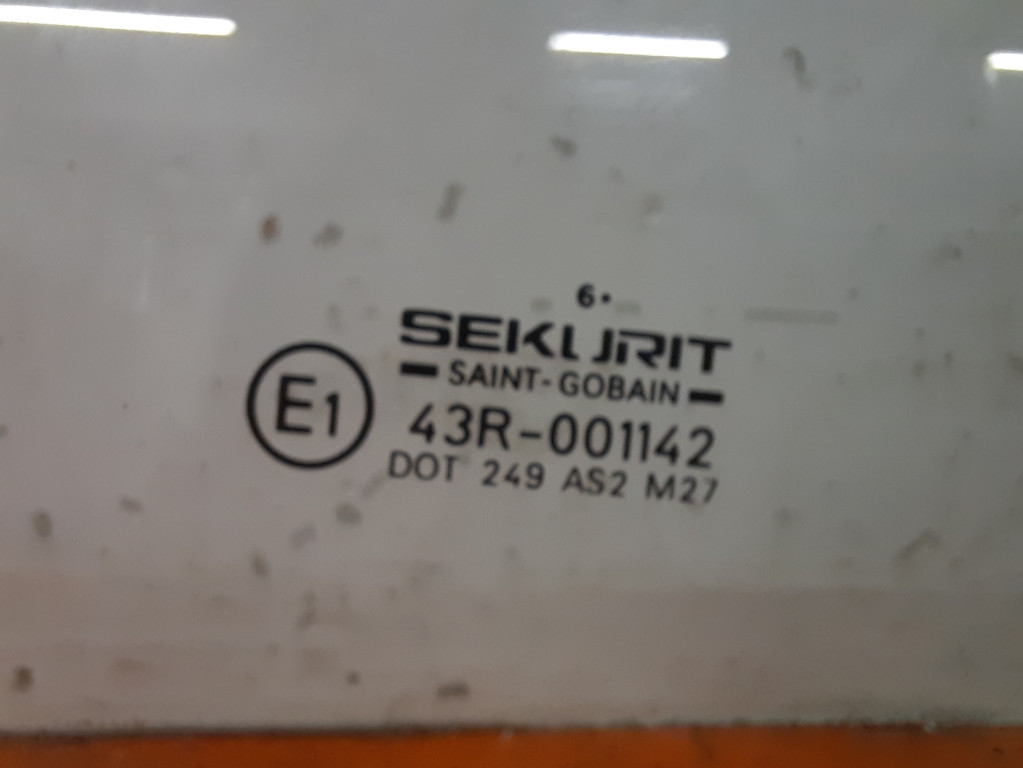 6•
SEKURIT
SAINT-GOBAIN
E1
43R-001142
DOT 249 AS2 M27